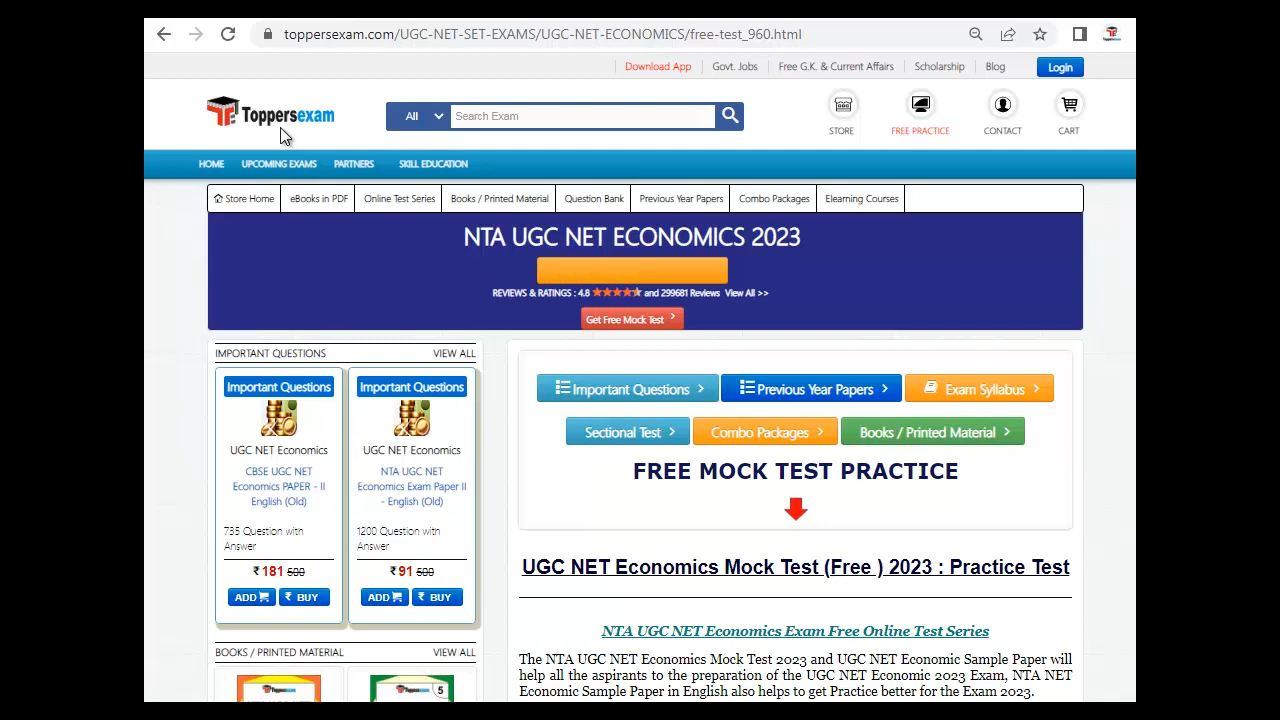 toppersexam.com/UGC-NET-SET-EXAMS/UGC-NET-ECONOMICS/free-test_960.html
Download App Govt. Jobs Free G.K. & Current Affairs Scholarship Blog Login
Toppersexam All Search Exam
STORE FREE PRACTICE CONTACT CART
HOME UPCOMING EXAMS PARTNERS SKILL EDUCATION
Store Home eBooks in PDF Online Test Series Books / Printed Material Question Bank Previous Year Papers Combo Packages Elearning Courses
NTA UGC NET ECONOMICS 2023
REVIEWS & RATINGS : 4.8 and 299681 Reviews View All >>
Get Free Mock Test >
IMPORTANT QUESTIONS VIEW ALL
Important Questions
UGC NET Economics
CBSE UGC NET
Economics PAPER - II
English (Old)
735 Question with
Answer
₹ 181 500
ADD ₹ BUY
Important Questions
UGC NET Economics
NTA UGC NET
Economics Exam Paper II
- English (Old)
1200 Question with
Answer
₹ 91 500
ADD ₹ BUY
BOOKS / PRINTED MATERIAL VIEW ALL
Toppersexam
Toppersexam 5
Important Questions > Previous Year Papers > Exam Syllabus >
Sectional Test > Combo Packages > Books / Printed Material >
FREE MOCK TEST PRACTICE
UGC NET Economics Mock Test (Free ) 2023 : Practice Test
NTA UGC NET Economics Exam Free Online Test Series
The NTA UGC NET Economics Mock Test 2023 and UGC NET Economic Sample Paper will
help all the aspirants to the preparation of the UGC NET Economic 2023 Exam, NTA NET
Economic Sample Paper in English also helps to get Practice better for the Exam 2023.